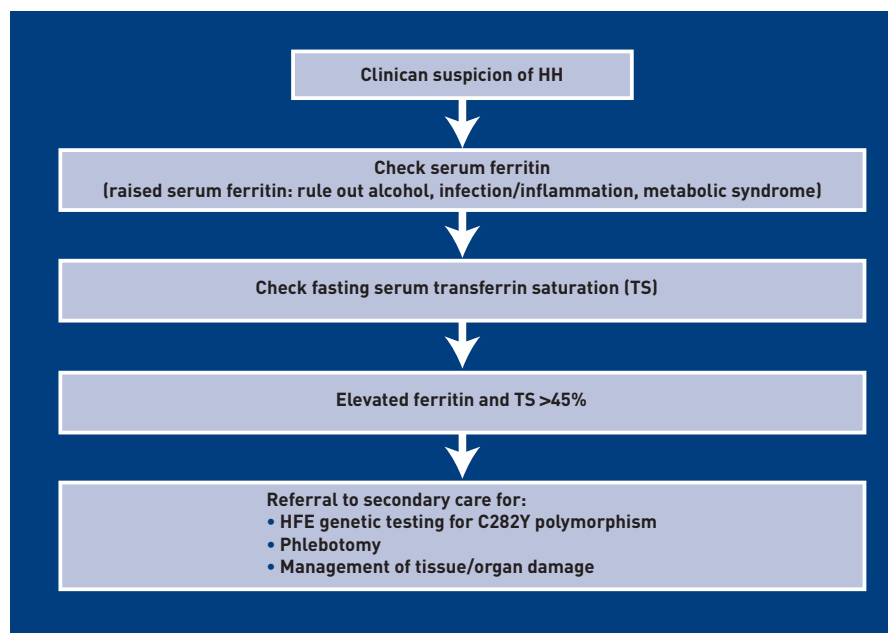 Clinican suspicion of HH
Check serum ferritin
(raised serum ferritin: rule out alcohol, infection/inflammation, metabolic syndrome)
Check fasting serum transferrin saturation (TS)
Elevated ferritin and TS >45%
Referral to secondary care for:
• HFE genetic testing for C282Y polymorphism
• Phlebotomy
• Management of tissue/organ damage